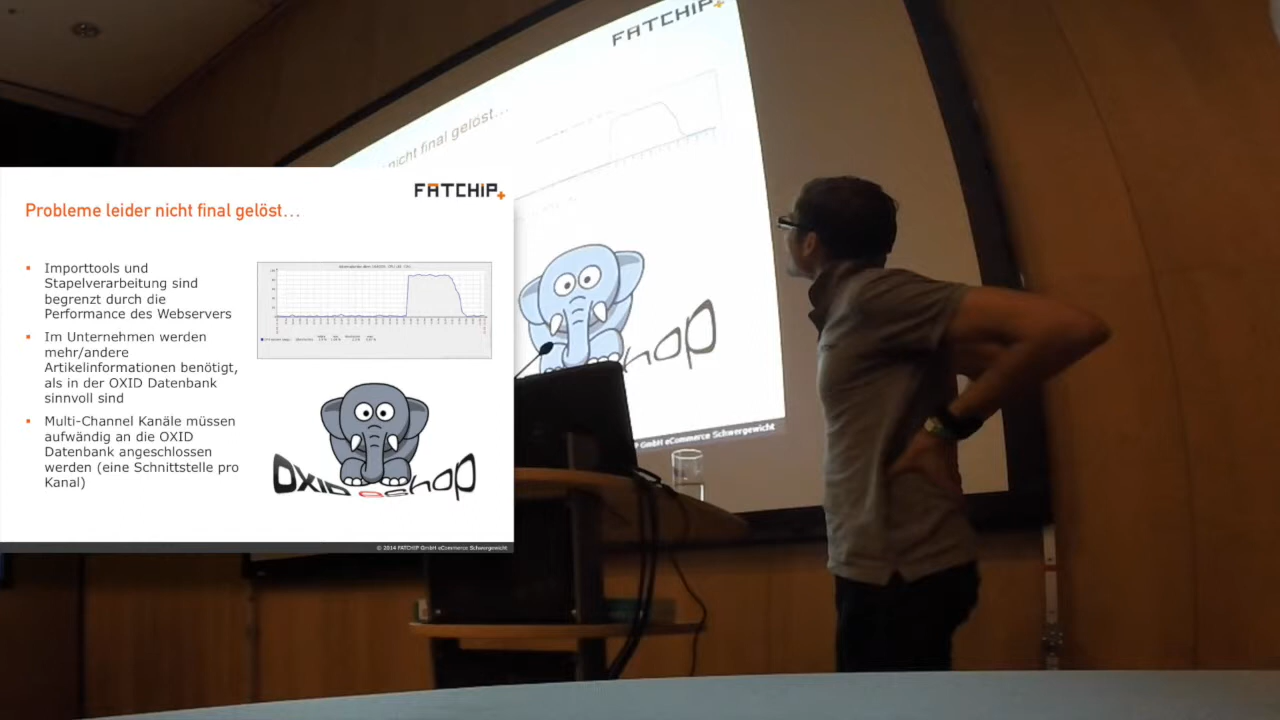 FATCHIP+
nicht final gelöst...
FATCHIP+
Probleme leider nicht final gelöst...
▪ Importtools und
Stapelverarbeitung sind
begrenzt durch die
Performance des Webservers
▪ Im Unternehmen werden
mehr/andere
Artikelinformationen benötigt,
als in der OXID Datenbank
sinnvoll sind
▪ Multi-Channel Kanäle müssen
aufwändig an die OXID
Datenbank angeschlossen
werden (eine Schnittstelle pro
Kanal)
OXID eshop
© 2014 FATCHIP GmbH eCommerce Schwergewicht
shop
P GmbH eCommerce Schwergewicht